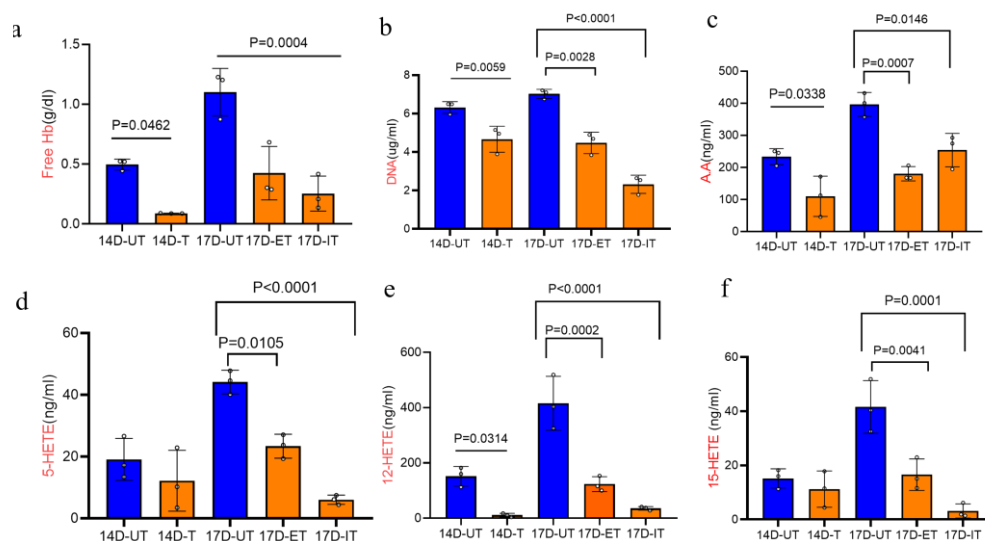 a
Free Hb(g/dl)
1.5
1.0
0.5
0.0
P=0.0462
P=0.0004
14D-UT 14D-T 17D-UT 17D-ET 17D-IT
b
DNA(ug/ml)
8
6
4
2
0
P<0.0001
P=0.0059
P=0.0028
14D-UT 14D-T 17D-UT 17D-ET 17D-IT
c
A.A(ng/ml)
500
400
300
200
100
0
P=0.0146
P=0.0007
P=0.0338
14D-UT 14D-T 17D-UT 17D-ET 17D-IT
d
5-HETE(ng/ml)
60
40
20
0
P<0.0001
P=0.0105
14D-UT 14D-T 17D-UT 17D-ET 17D-IT
e
12-HETE(ng/ml)
600
400
200
0
P<0.0001
P=0.0002
P=0.0314
14D-UT 14D-T 17D-UT 17D-ET 17D-IT
f
15-HETE (ng/ml)
60
40
20
0
P=0.0001
P=0.0041
14D-UT 14D-T 17D-UT 17D-ET 17D-IT